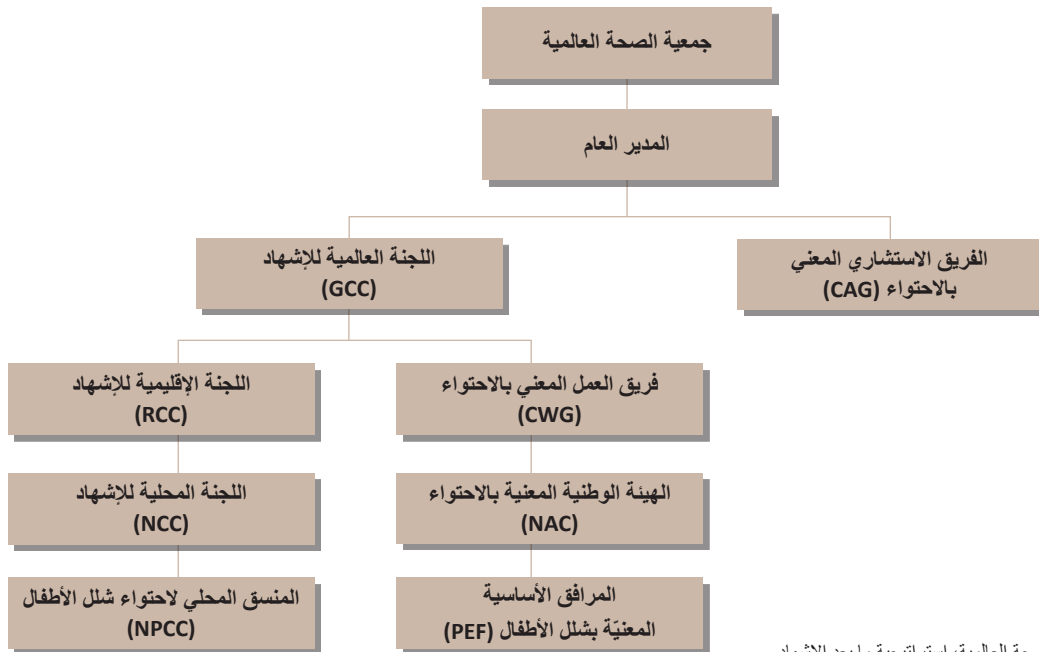 جمعية الصحة العالمية
المدير العام
اللجنة العالمية للإشهاد
(GCC)
الفريق الاستشاري المعني
بالاحتواء (CAG)
اللجنة الإقليمية للإشهاد
(RCC)
فريق العمل المعني بالاحتواء
(CWG)
اللجنة المحلية للإشهاد
(NCC)
الهيئة الوطنية المعنية بالاحتواء
(NAC)
المنسق المحلي لاحتواء شلل الأطفال
(NPCC)
المرافق الأساسية
المعنيّة بشلل الأطفال (PEF)